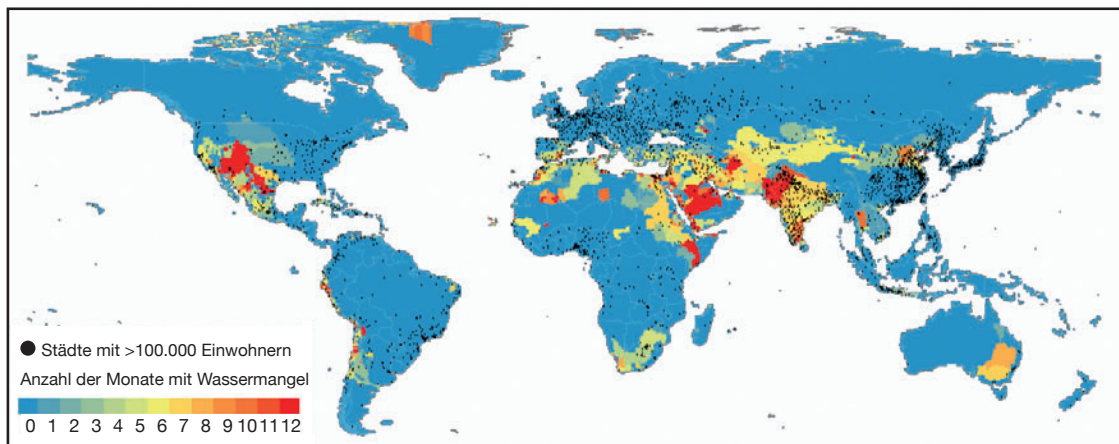 Städte mit >100.000 Einwohnern
Anzahl der Monate mit Wassermangel
0 1 2 3 4 5 6 7 8 9 10 11 12